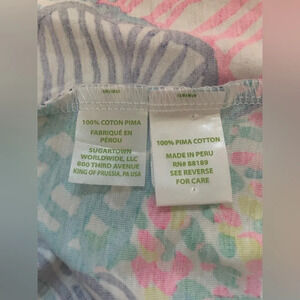 100% COTON PIMA
FABRIQUÉ EN
PÉROU
SUGARTOWN
WORLDWIDE, LLC
800 THIRD AVENUE
KING OF PRUSSIA, PA USA
100% PIMA COTTON
MADE IN PERU
RN# 88189
SEE REVERSE
FOR CARE